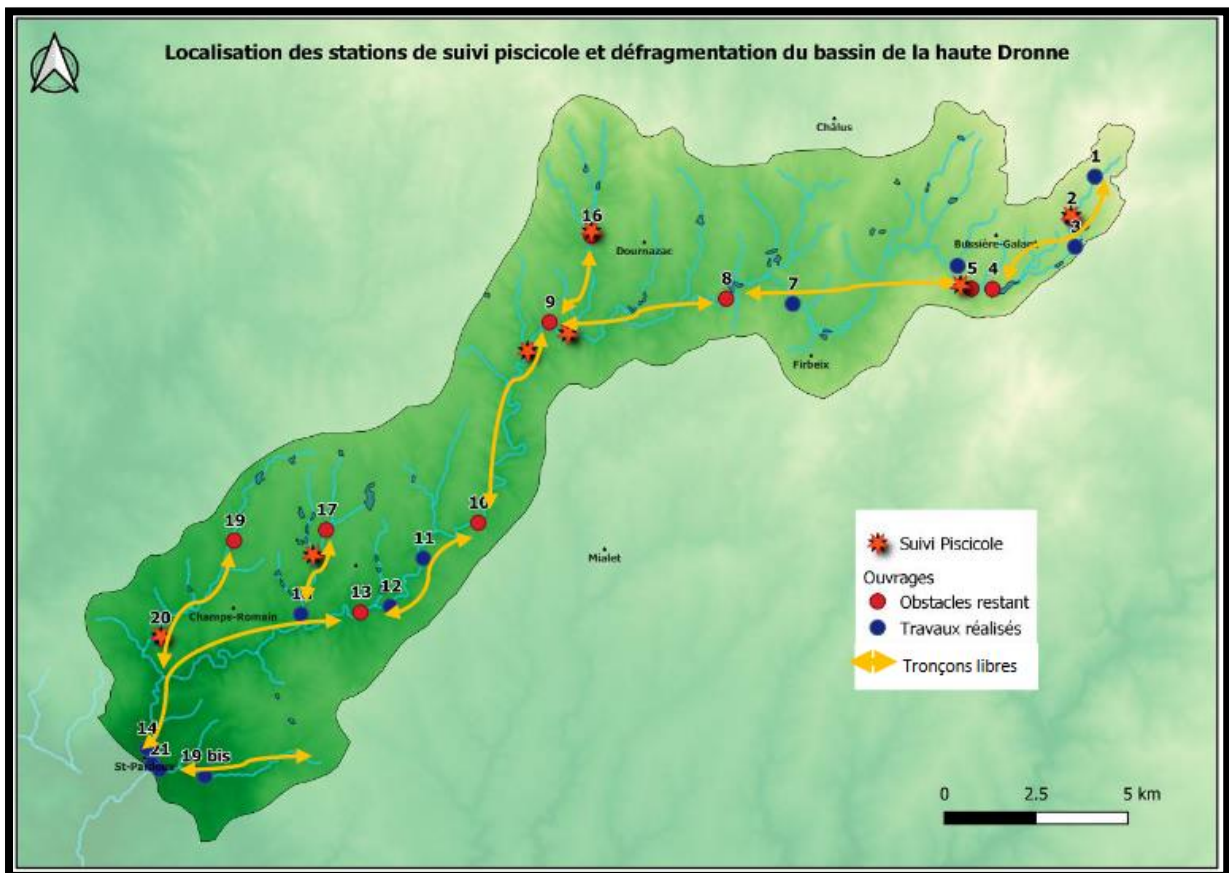 Localisation des stations de suivi piscicole et défragmentation du bassin de la haute Dronne
Châlus
1
2
3
Bussière-Galant
5 4
16
Dournazac
8
7
9
Firbeix
10
11
12
13
17
19
Champs-Romain
20
14
21
19 bis
St-Pardoux
Mialet
Suivi Piscicole
Ouvrages
Obstacles restant
Travaux réalisés
Tronçons libres
0 2.5 5 km